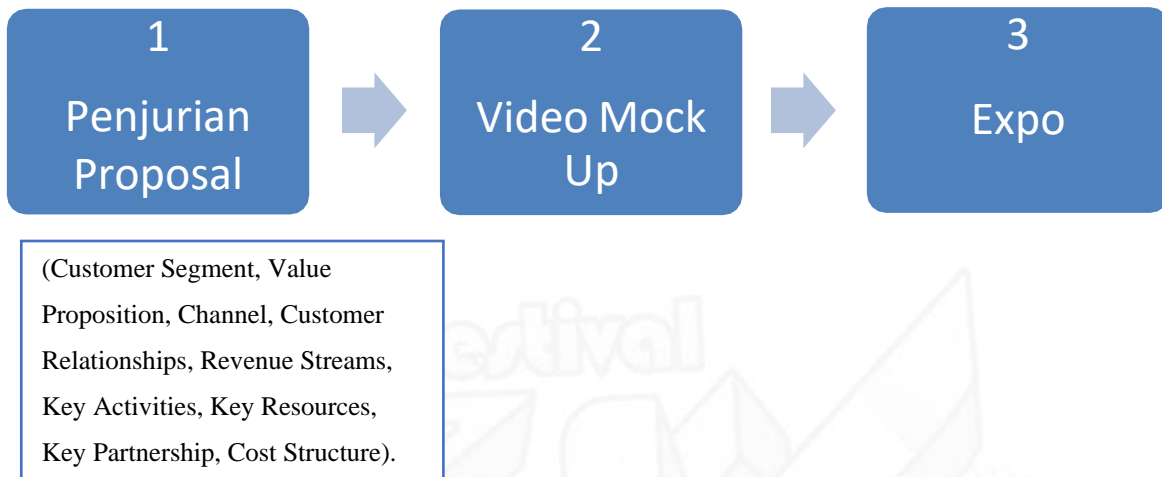 1
Penjurian
Proposal
2
Video Mock
Up
3
Expo
(Customer Segment, Value
Proposition, Channel, Customer
Relationships, Revenue Streams,
Key Activities, Key Resources,
Key Partnership, Cost Structure).
estival